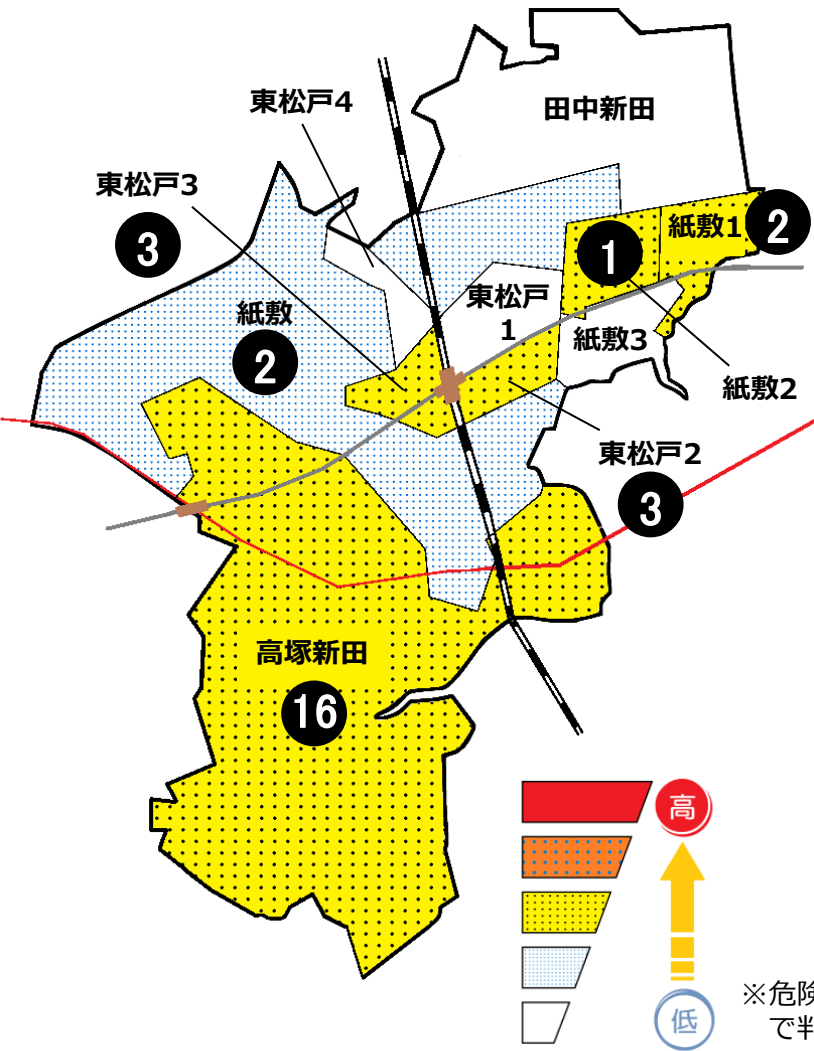 東松戸4
田中新田
東松戸3
3
紙敷1
2
1
紙敷
2
東松戸
1
紙敷3
紙敷2
東松戸2
3
高塚新田
16
高
低
※危険
で半